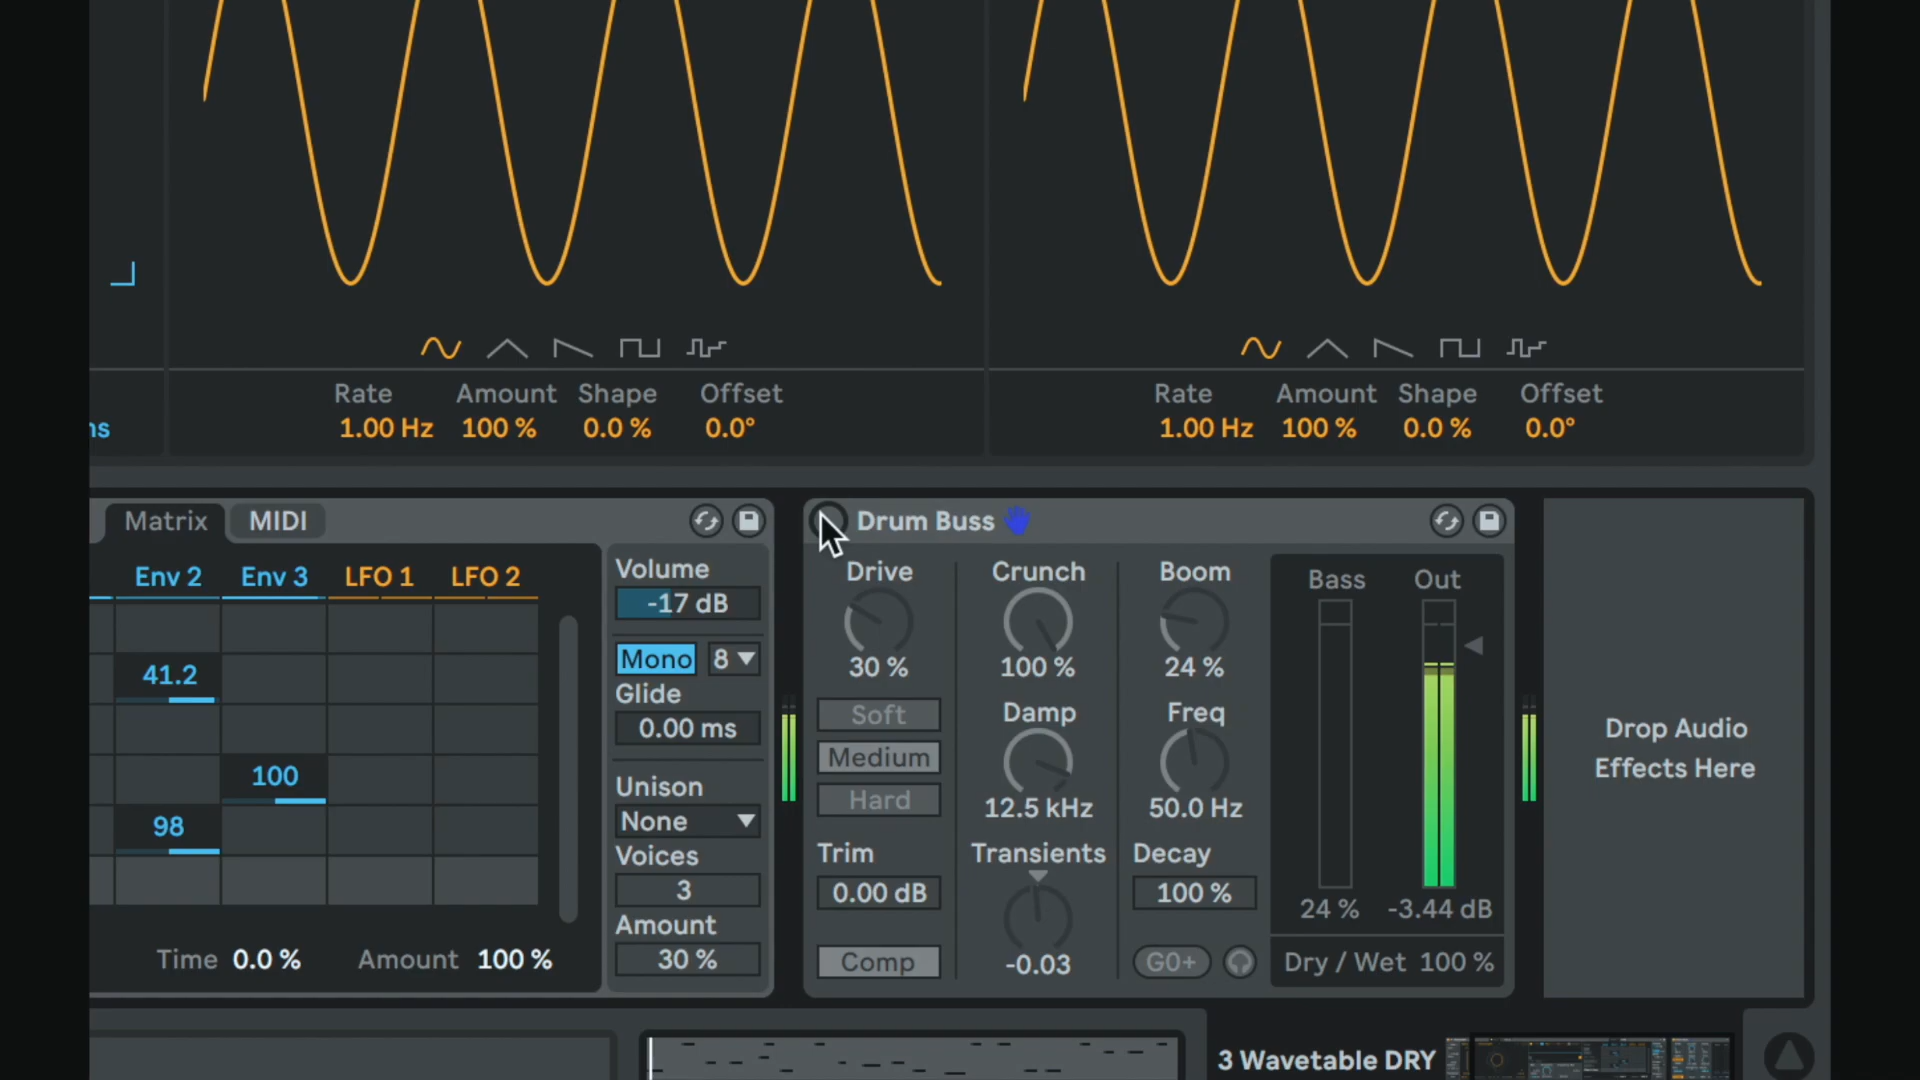 Rate Amount Shape Offset
1.00 Hz 100 % 0.0 % 0.0°
Rate Amount Shape Offset
1.00 Hz 100 % 0.0 % 0.0°
Matrix MIDI
Env 2 Env 3 LFO 1 LFO 2
41.2
100
98
Time 0.0 % Amount 100 %
Volume
-17 dB
Mono 8
Glide
0.00 ms
Unison
None
Voices
3
Amount
30 %
Drum Buss
Drive
30 %
Soft
Medium
Hard
Trim
0.00 dB
Comp
Crunch
100 %
Damp
12.5 kHz
Transients
-0.03
Boom
24 %
Freq
50.0 Hz
Decay
100 %
G0+
Bass Out
24 % -3.44 dB
Dry / Wet 100 %
Drop Audio
Effects Here
3 Wavetable DRY